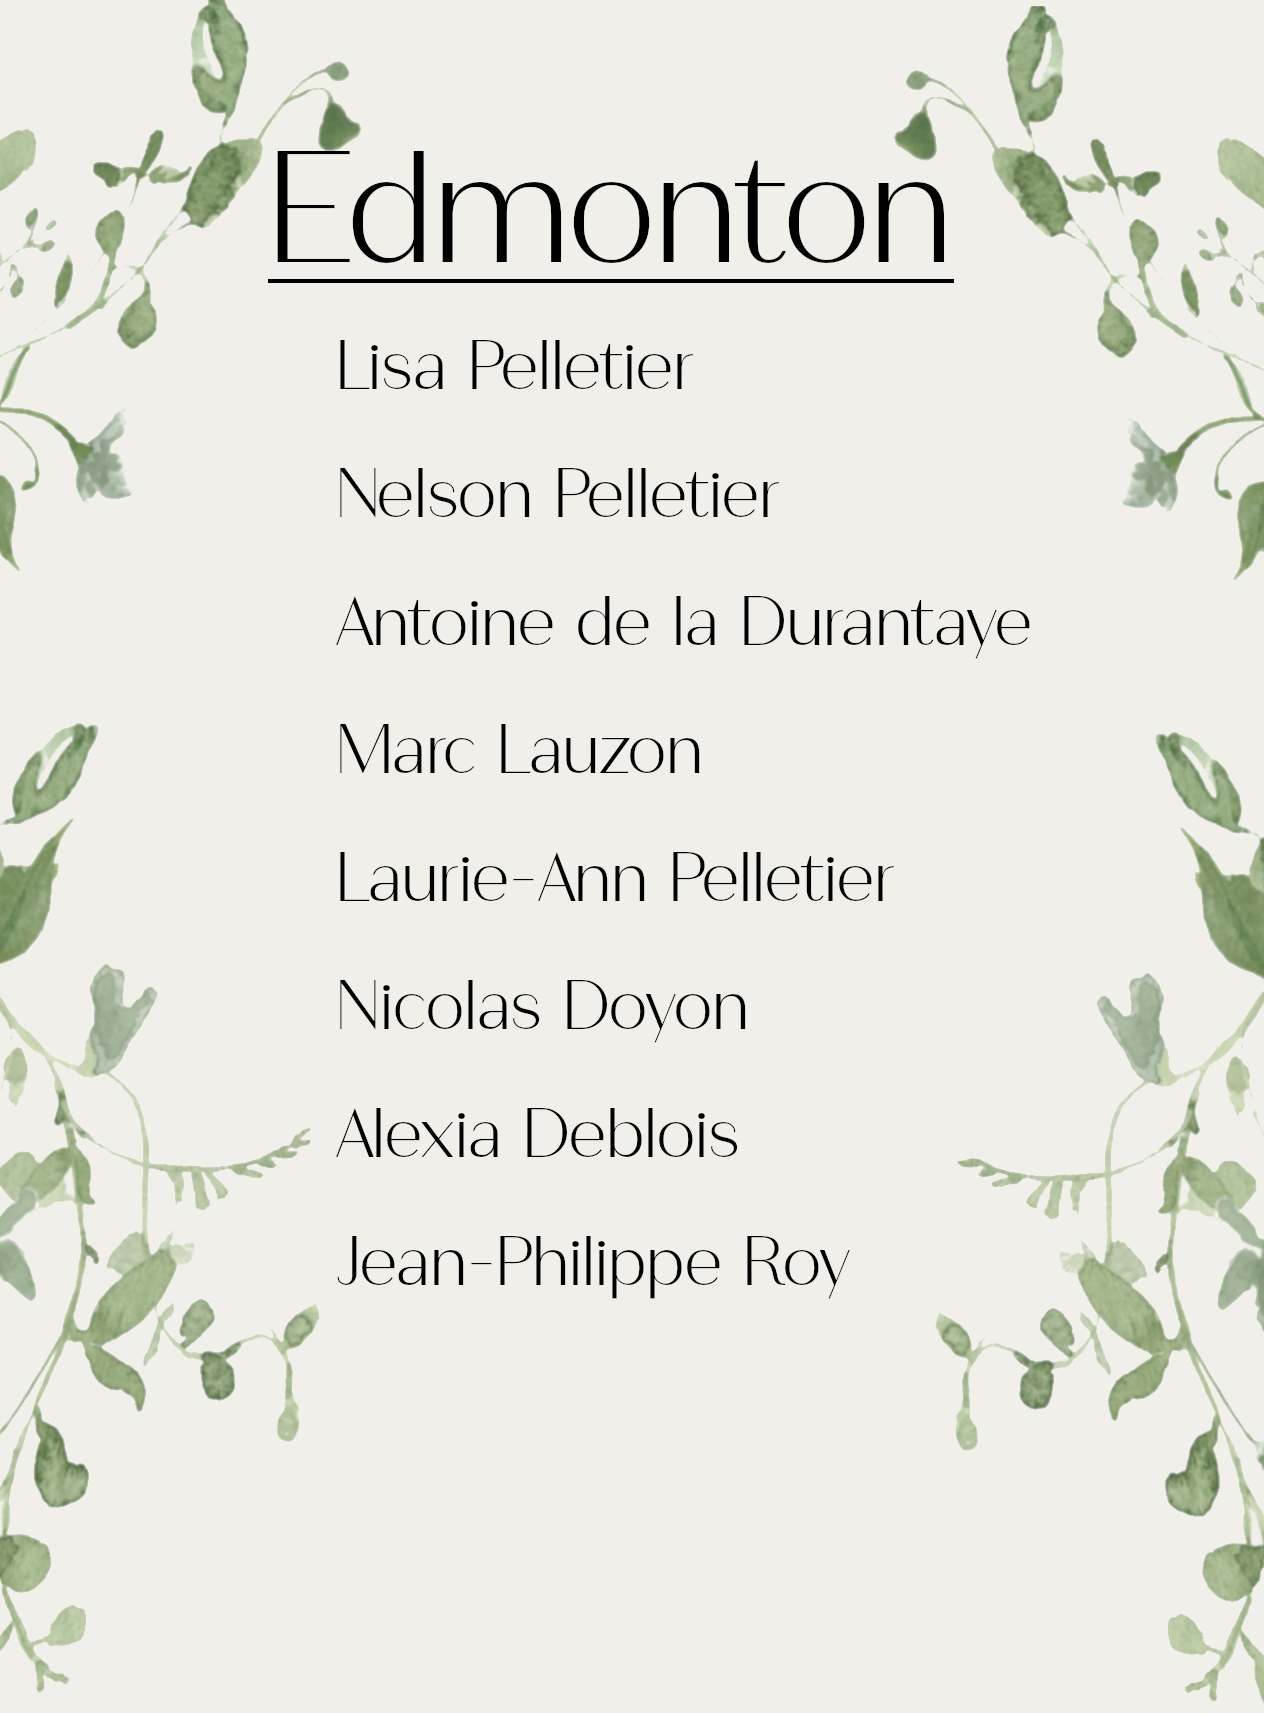 Edmonton
Lisa Pelletier
Nelson Pelletier
Antoine de la Durantaye
Marc Lauzon
Laurie-Ann Pelletier
Nicolas Doyon
Alexia Deblois
Jean-Philippe Roy